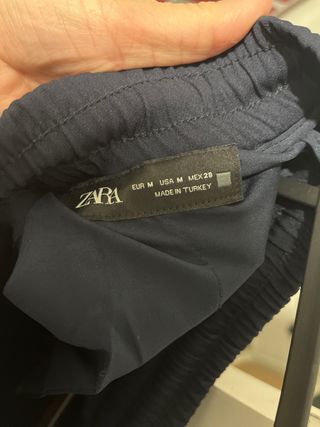 ZARA
EUR M USA M MEX 28
MADE IN TURKEY